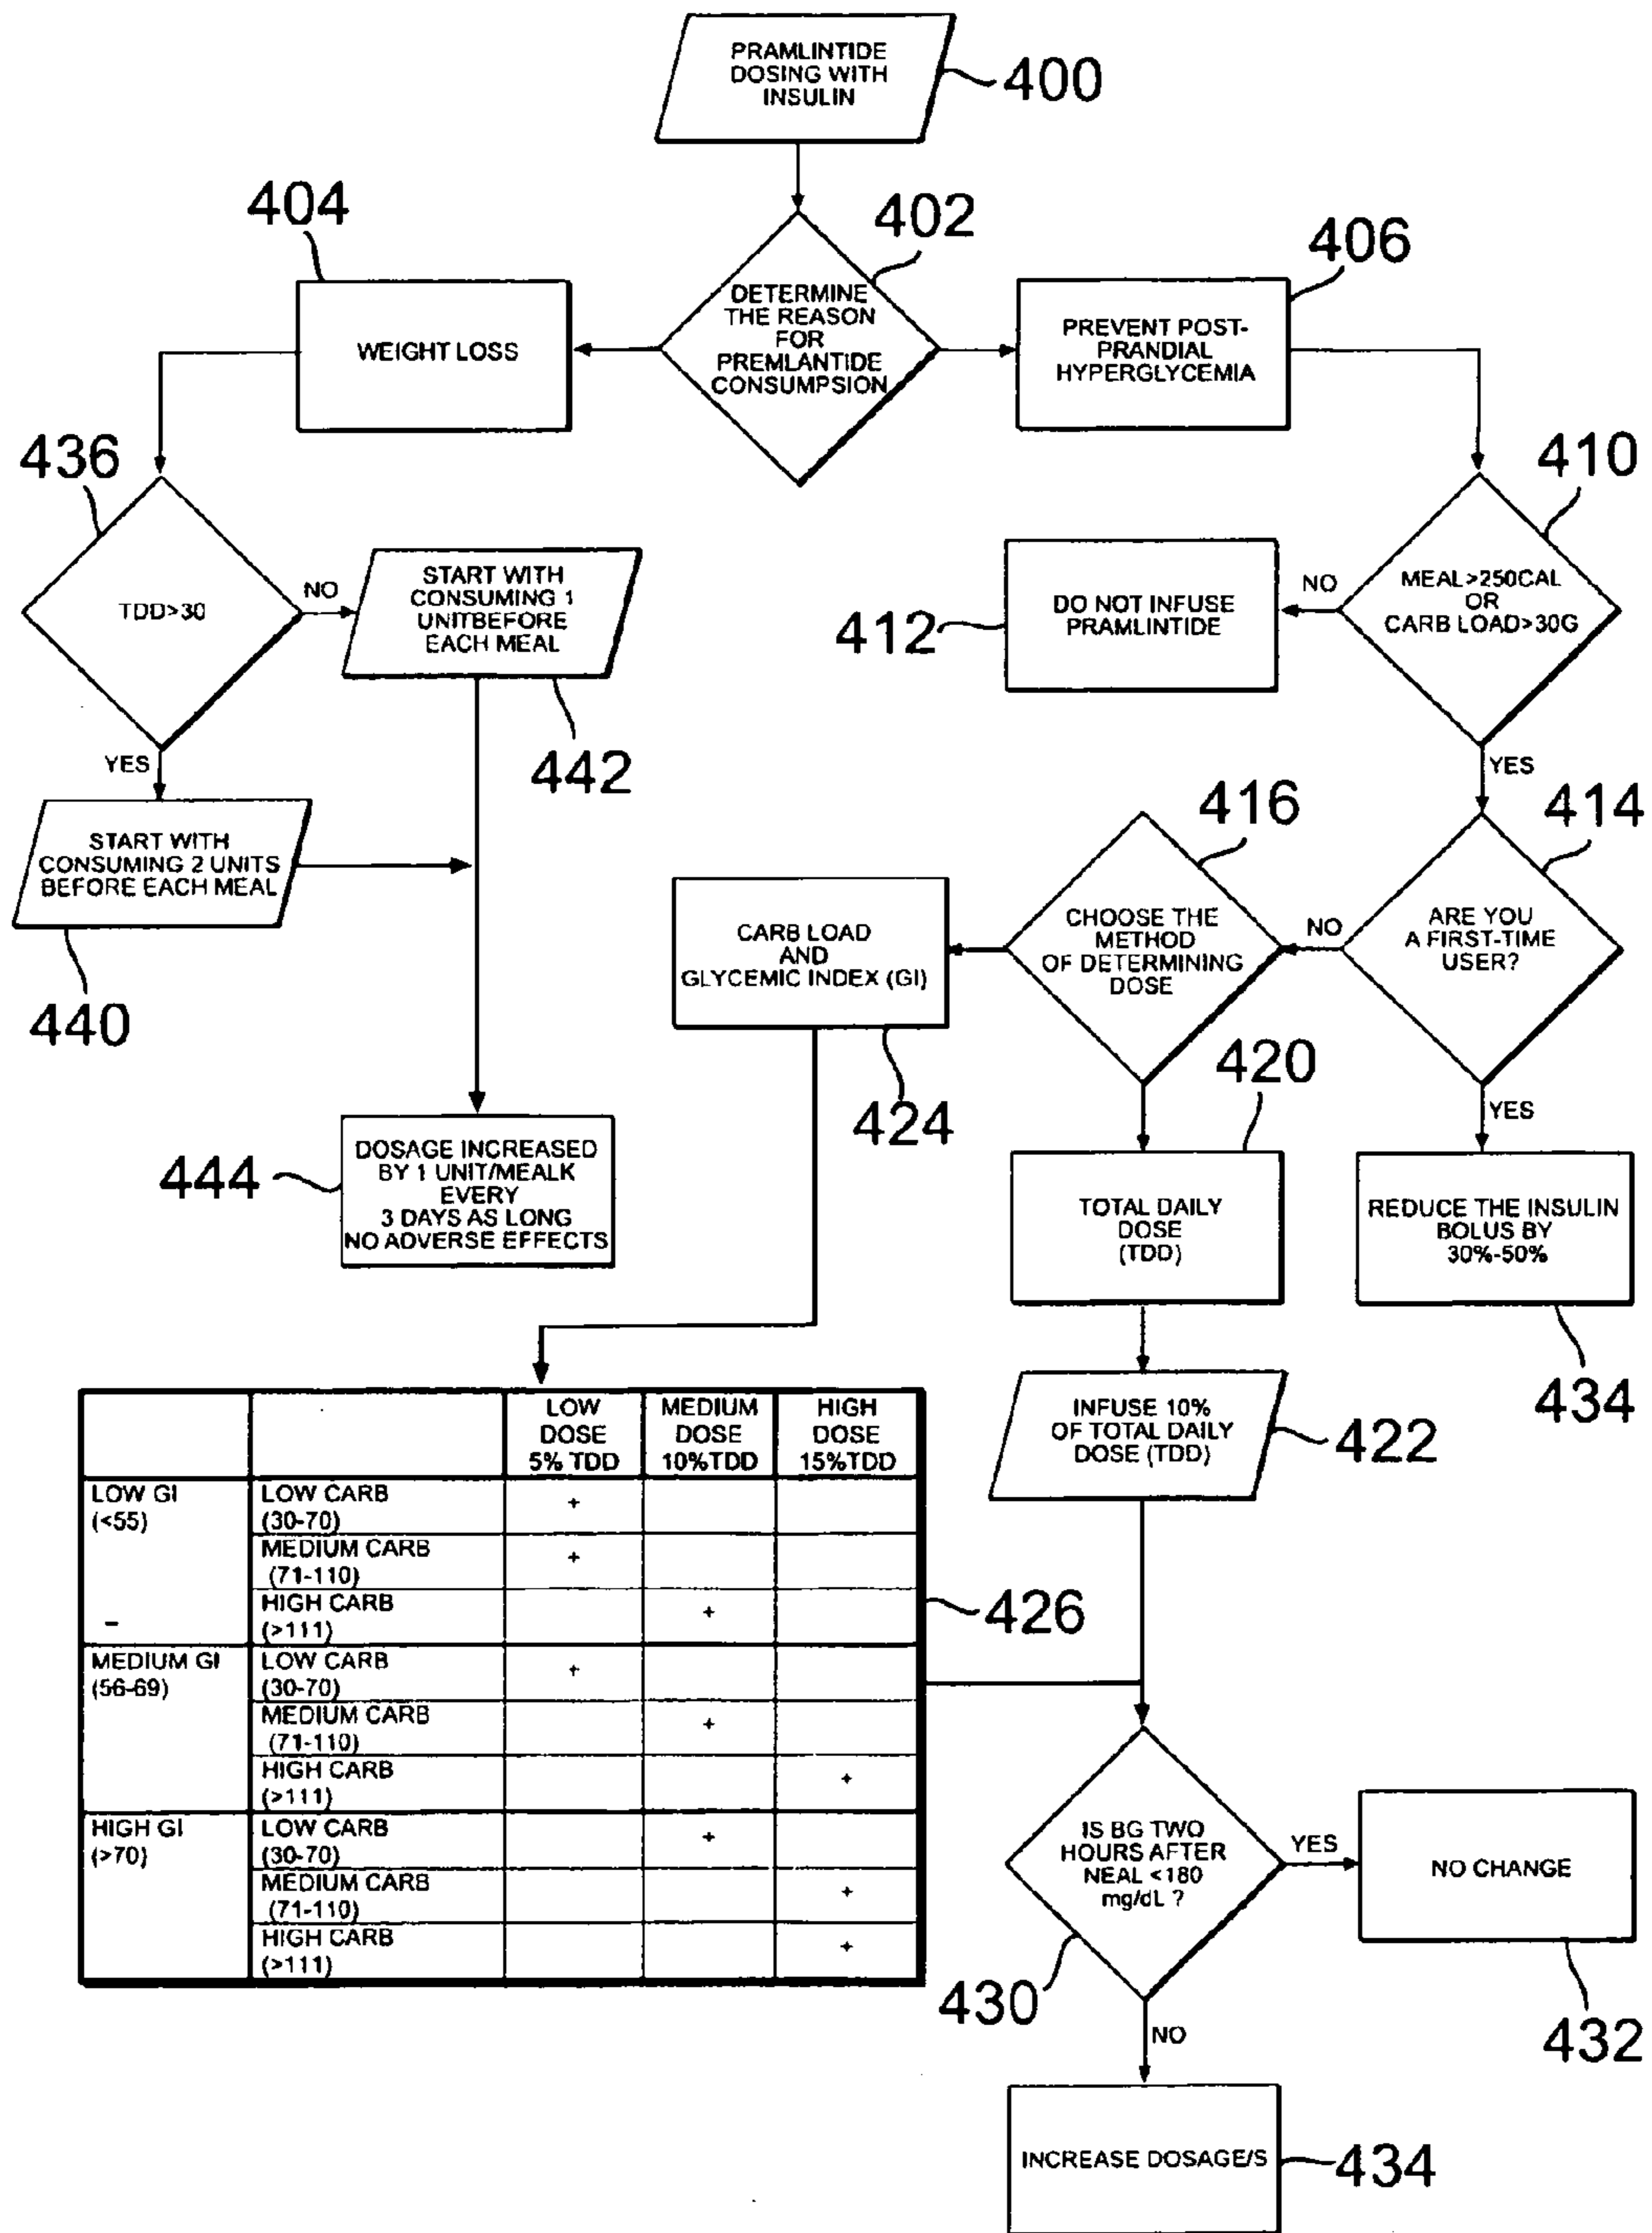 PRAMLINTIDE
DOSING WITH
INSULIN
400
404
402
406
DETERMINE
THE REASON
FOR
PREMLANTIDE
CONSUMPSION
WEIGHT LOSS
PREVENT POST-
PRANDIAL
HYPERGLYCEMIA
436
410
TDD>30
NO
START WITH
CONSUMING 1
UNITBEFORE
EACH MEAL
442
DO NOT INFUSE
PRAMLINTIDE
412
NO
MEAL>250CAL
OR
CARB LOAD>30G
YES
YES
START WITH
CONSUMING 2 UNITS
BEFORE EACH MEAL
440
416
414
CARB LOAD
AND
GLYCEMIC INDEX (GI)
424
CHOOSE THE
METHOD
OF DETERMINING
DOSE
NO
ARE YOU
A FIRST-TIME
USER?
420
YES
444
DOSAGE INCREASED
BY 1 UNIT/MEALK
EVERY
3 DAYS AS LONG
NO ADVERSE EFFECTS
TOTAL DAILY
DOSE
(TDD)
REDUCE THE INSULIN
BOLUS BY
30%-50%
434
INFUSE 10%
OF TOTAL DAILY
DOSE (TDD)
422
LOW
DOSE
5% TDD
MEDIUM
DOSE
10%TDD
HIGH
DOSE
15%TDD
LOW GI
(<55)
–
LOW CARB
(30-70)
+
MEDIUM CARB
(71-110)
+
HIGH CARB
(>111)
+
426
MEDIUM GI
(56-69)
LOW CARB
(30-70)
+
MEDIUM CARB
(71-110)
+
HIGH CARB
(>111)
+
HIGH GI
(>70)
LOW CARB
(30-70)
+
MEDIUM CARB
(71-110)
+
HIGH CARB
(>111)
+
IS BG TWO
HOURS AFTER
NEAL <180
mg/dL ?
YES
NO CHANGE
430
432
NO
INCREASE DOSAGE/S
434